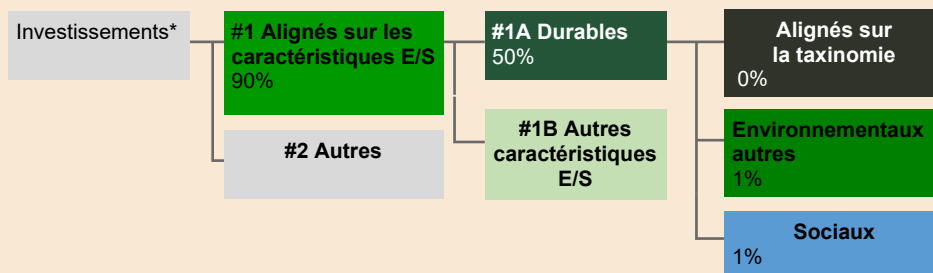 Investissements*
#1 Alignés sur les
caractéristiques E/S
90%
#2 Autres
#1A Durables
50%
#1B Autres
caractéristiques
E/S
Alignés sur
la taxinomie
0%
Environnementaux
autres
1%
Sociaux
1%